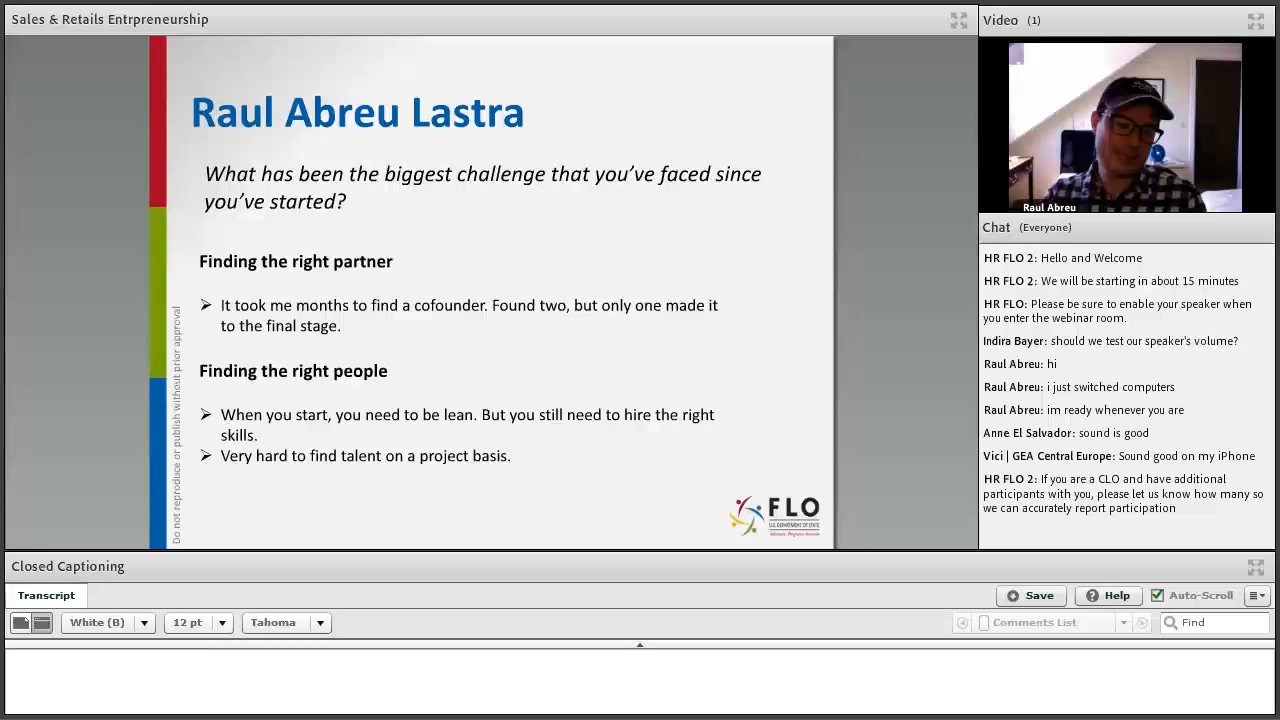 Sales & Retails Entrpreneurship
Raul Abreu Lastra
What has been the biggest challenge that you've faced since
you've started?
Finding the right partner
It took me months to find a cofounder. Found two, but only one made it
to the final stage.
Finding the right people
When you start, you need to be lean. But you still need to hire the right
skills.
Very hard to find talent on a project basis.
Do not reproduce or publish without prior approval
FLO
U.S. DEPARTMENT OF STATE
Video (1)
Raul Abreu
Chat (Everyone)
HR FLO 2: Hello and Welcome
HR FLO 2: We will be starting in about 15 minutes
HR FLO: Please be sure to enable your speaker when
you enter the webinar room.
Indira Bayer: should we test our speaker's volume?
Raul Abreu: hi
Raul Abreu: i just switched computers
Raul Abreu: im ready whenever you are
Anne El Salvador: sound is good
Vici | GEA Central Europe: Sound good on my iPhone
HR FLO 2: If you are a CLO and have additional
participants with you, please let us know how many so
we can accurately report participation
Closed Captioning
Transcript
Save
Help
Auto-Scroll
White (B)
12 pt
Tahoma
Comments List
Find